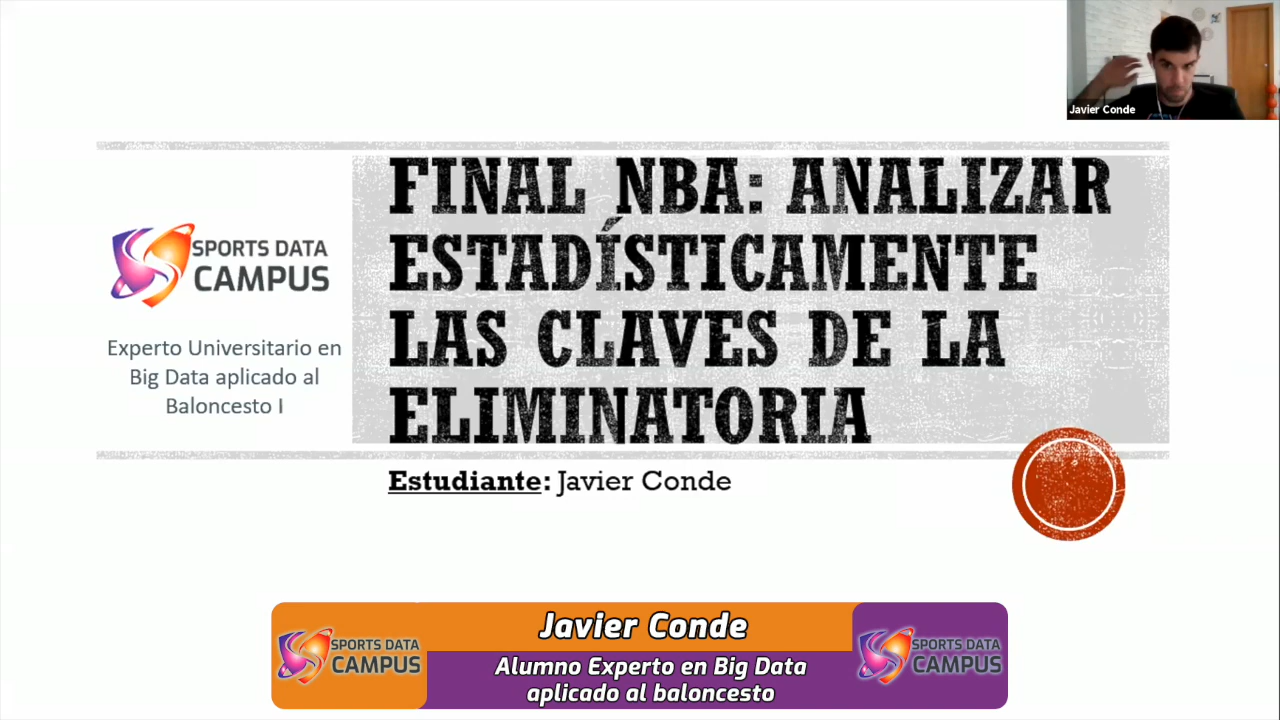 Javier Conde
FINAL NBA: ANALIZAR
ESTADÍSTICAMENTE
LAS CLAVES DE LA
ELIMINATORIA
SPORTS DATA
CAMPUS
Experto Universitario en
Big Data aplicado al
Baloncesto I
Estudiante: Javier Conde
SPORTS DATA
CAMPUS
Javier Conde
Alumno Experto en Big Data
aplicado al baloncesto
SPORTS DATA
CAMPUS